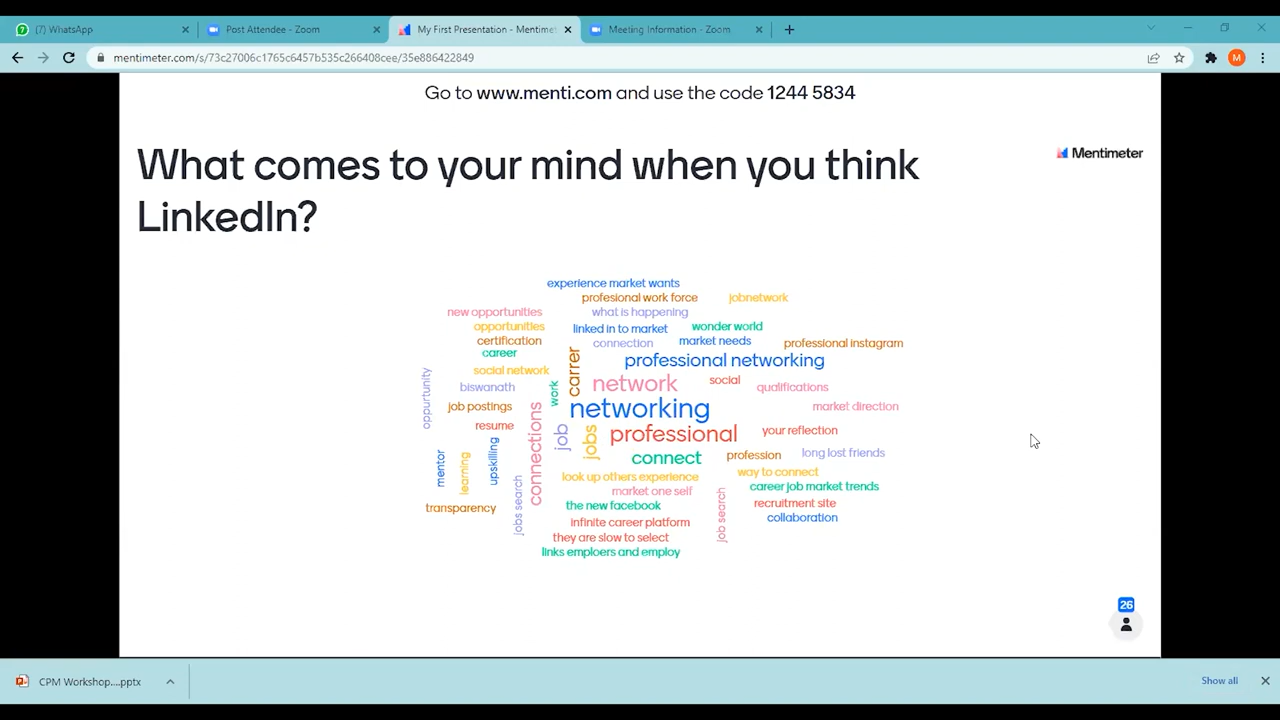 (7) WhatsApp
Post Attendee - Zoom
My First Presentation - Mentimet
Meeting Information - Zoom
mentimeter.com/s/73c27006c1765c6457b535c266408cee/35e886422849
M
Go to www.menti.com and use the code 1244 5834
What comes to your mind when you think
LinkedIn?
Mentimeter
experience market wants
profesional work force
jobnetwork
new opportunities
what is happening
opportunities
linked in to market
wonder world
certification
connection
market needs
professional instagram
career
carrer
professional networking
social network
work
network
social
qualifications
oppurtunity
biswanath
job postings
networking
market direction
resume
connections
job
jobs
professional
your reflection
mentor
learning
upskilling
connect
profession
long lost friends
look up others experience
way to connect
market one self
career job market trends
transparency
jobs search
the new facebook
job search
recruitment site
infinite career platform
collaboration
they are slow to select
links emploers and employ
26
CPM Workshop....pptx
Show all